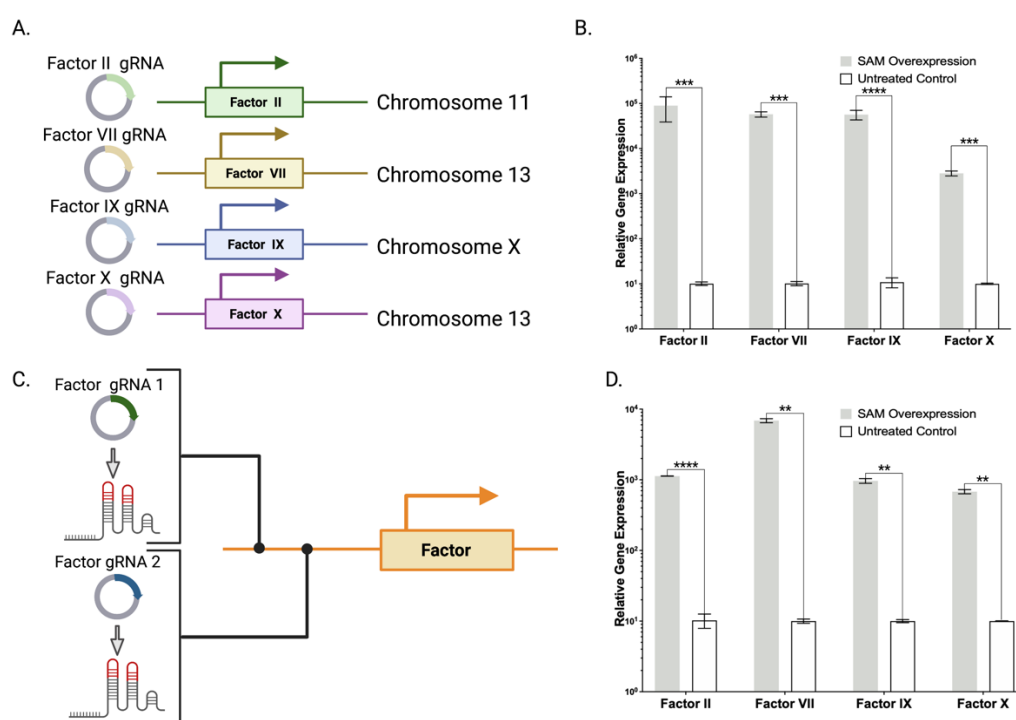 A.
Factor II gRNA
Factor II
Chromosome 11
Factor VII gRNA
Factor VII
Chromosome 13
Factor IX gRNA
Factor IX
Chromosome X
Factor X gRNA
Factor X
Chromosome 13
B.
SAM Overexpression
Untreated Control
Relative Gene Expression
10⁶
10⁵
10⁴
10³
10²
10¹
10⁰
***
***
****
***
Factor II
Factor VII
Factor IX
Factor X
C.
Factor gRNA 1
Factor gRNA 2
Factor
D.
SAM Overexpression
Untreated Control
Relative Gene Expression
10⁴
10³
10²
10¹
10⁰
****
**
**
**
Factor II
Factor VII
Factor IX
Factor X